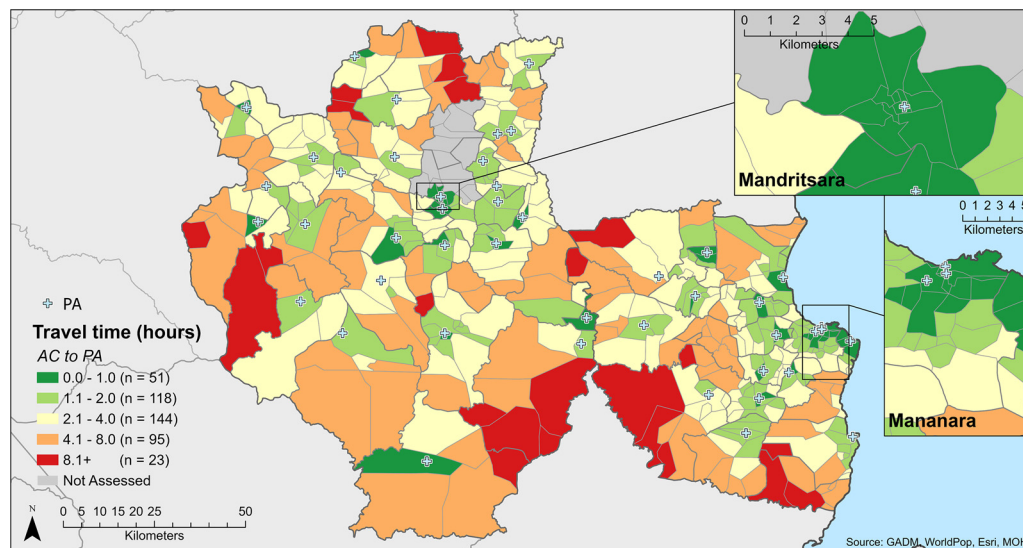 0 1 2 3 4 5
Kilometers
Mandritsara
0 1 2 3 4 5
Kilometers
Mananara
PA
Travel time (hours)
AC to PA
0.0 - 1.0 (n = 51)
1.1 - 2.0 (n = 118)
2.1 - 4.0 (n = 144)
4.1 - 8.0 (n = 95)
8.1+ (n = 23)
Not Assessed
N
0 5 10 15 20 25 50
Kilometers
Source: GADM, WorldPop, Esri, MOH